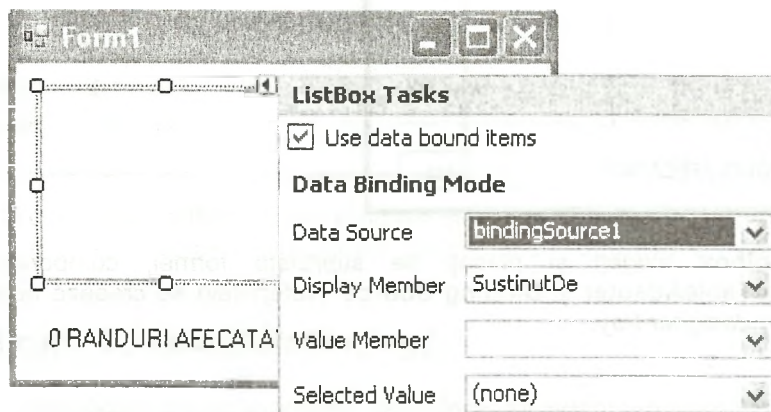 Form1
ListBox Tasks
Use data bound items
Data Binding Mode
Data Source bindingSource1
Display Member SustinutDe
Value Member
Selected Value (none)
0 RANDURI AFECATA